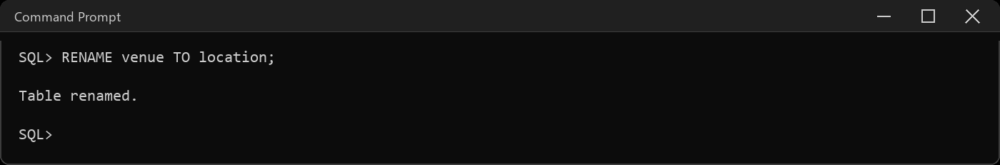 Command Prompt
SQL> RENAME venue TO location;
Table renamed.
SQL>